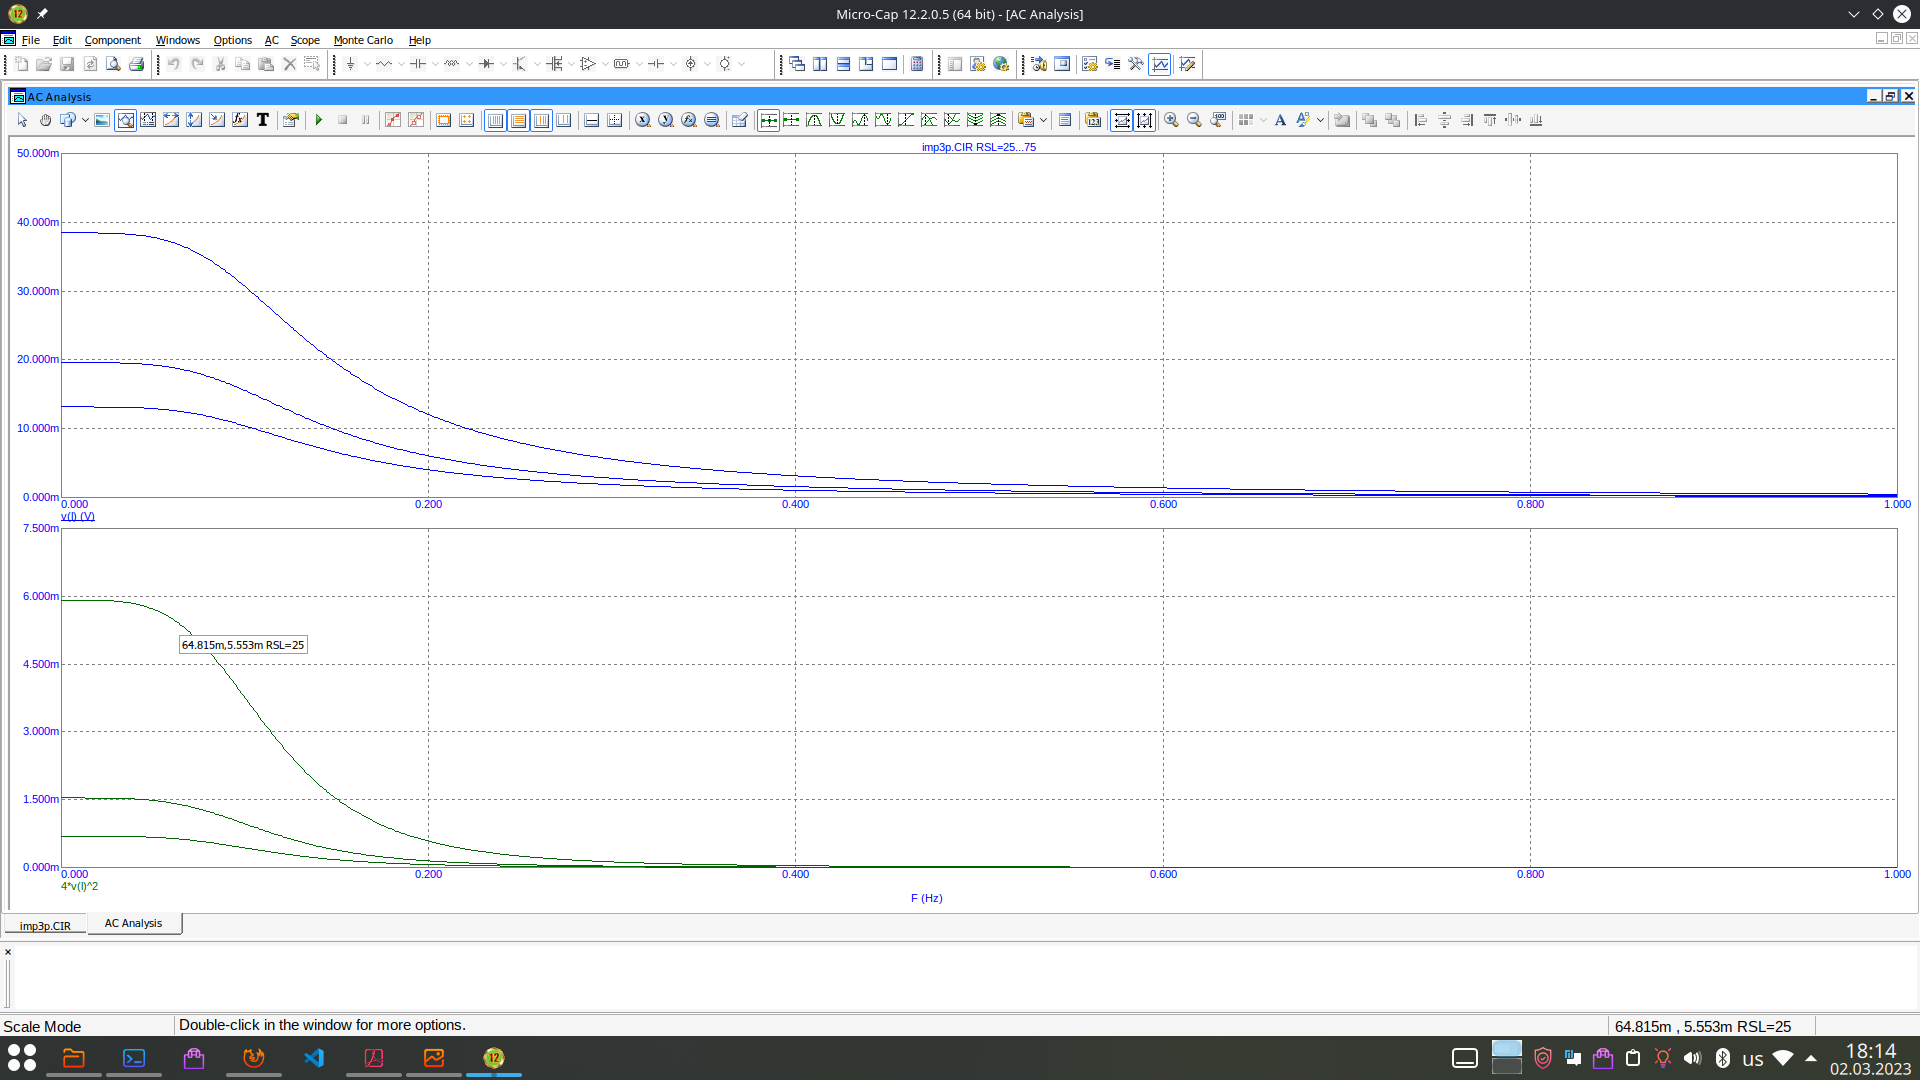 Micro-Cap 12.2.0.5 (64 bit) - [AC Analysis]
File Edit Component Windows Options AC Scope Monte Carlo Help
AC Analysis
imp3p.CIR RSL=25...75
50.000m
40.000m
30.000m
20.000m
10.000m
0.000m
0.000 0.200 0.400 0.600 0.800 1.000
v(I) (V)
7.500m
6.000m
64.815m,5.553m RSL=25
4.500m
3.000m
1.500m
0.000m
0.000 0.200 0.400 0.600 0.800 1.000
4*v(I)^2
F (Hz)
imp3p.CIR AC Analysis
Scale Mode Double-click in the window for more options. 64.815m , 5.553m RSL=25
12 us 18:14
02.03.2023